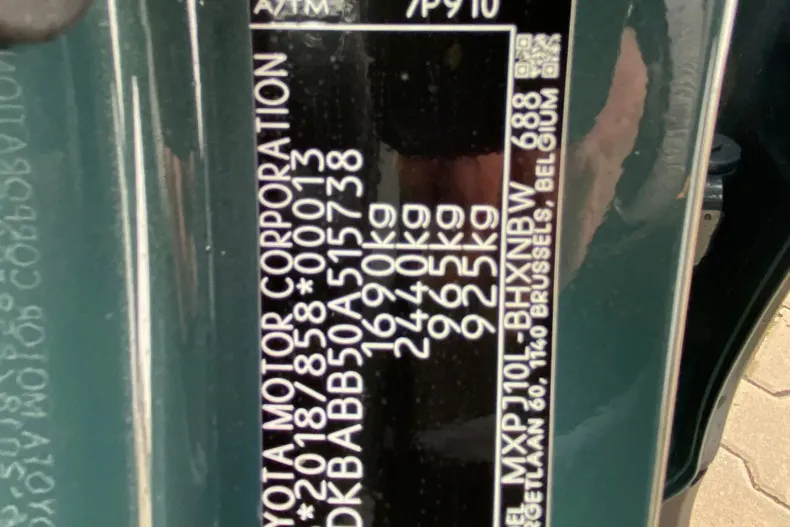 A/TM 7P910
YOTA MOTOR CORPORATION
*2018/858*00013
DKBABB50A515738
1690kg
2440kg
965kg
925kg
EL MXPJ10L-BHXNBW 688
RGETLAAN 60, 1140 BRUSSELS, BELGIUM